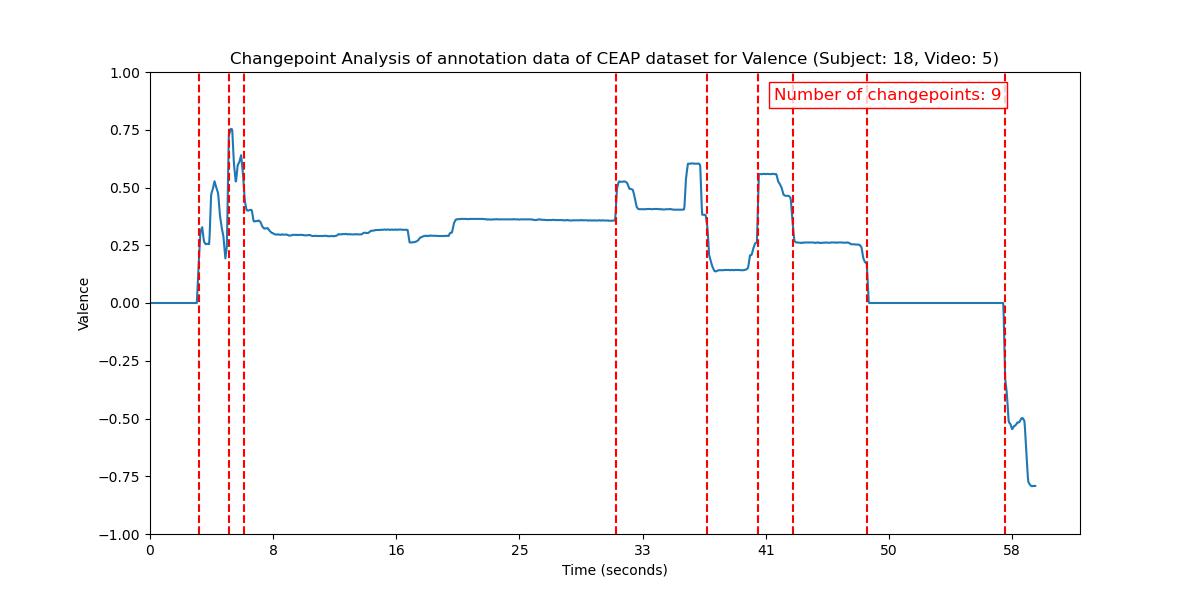 Changepoint Analysis of annotation data of CEAP dataset for Valence (Subject: 18, Video: 5)
Number of changepoints: 9
Valence
1.00
0.75
0.50
0.25
0.00
−0.25
−0.50
−0.75
−1.00
0 8 16 25 33 41 50 58
Time (seconds)